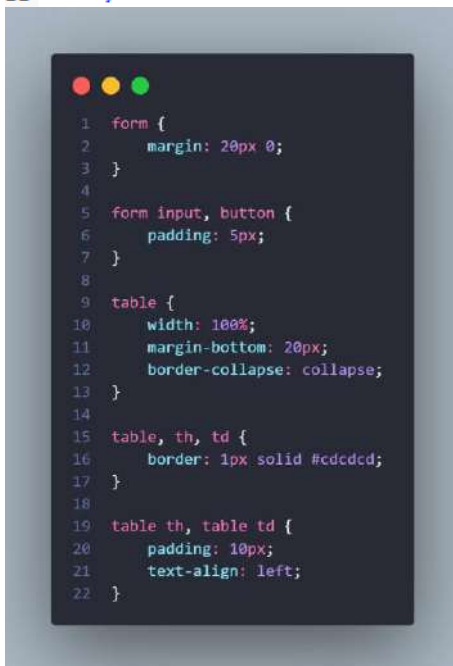 1 form {
2 margin: 20px 0;
3 }
4
5 form input, button {
6 padding: 5px;
7 }
8
9 table {
10 width: 100%;
11 margin-bottom: 20px;
12 border-collapse: collapse;
13 }
14
15 table, th, td {
16 border: 1px solid #cdcdcd;
17 }
18
19 table th, table td {
20 padding: 10px;
21 text-align: left;
22 }